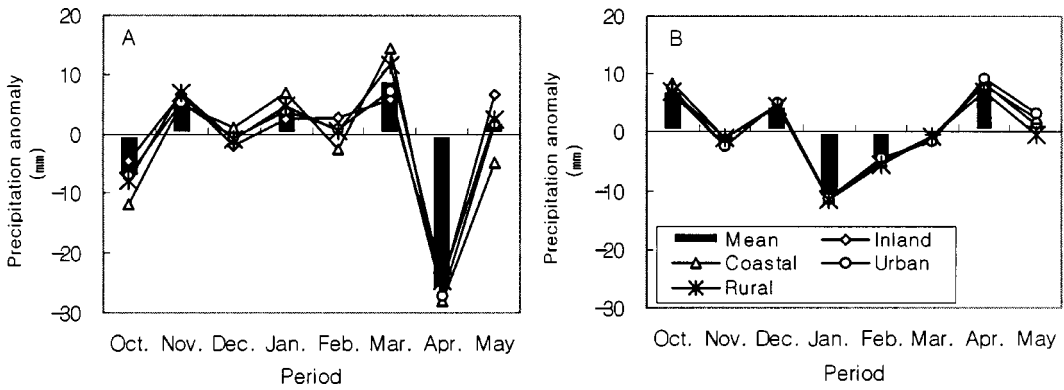 A
Precipitation anomaly
(㎜)
20
10
0
-10
-20
-30
Oct. Nov. Dec. Jan. Feb. Mar. Apr. May
Period
B
Precipitation anomaly
(㎜)
20
10
0
-10
-20
-30
Mean Inland
Coastal Urban
Rural
Oct. Nov. Dec. Jan. Feb. Mar. Apr. May
Period